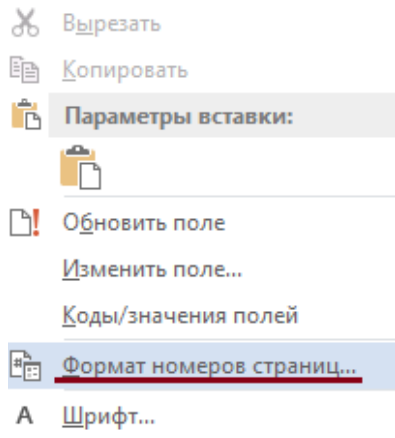 Вырезать
Копировать
Параметры вставки:
Обновить поле
Изменить поле...
Коды/значения полей
Формат номеров страниц...
Шрифт...